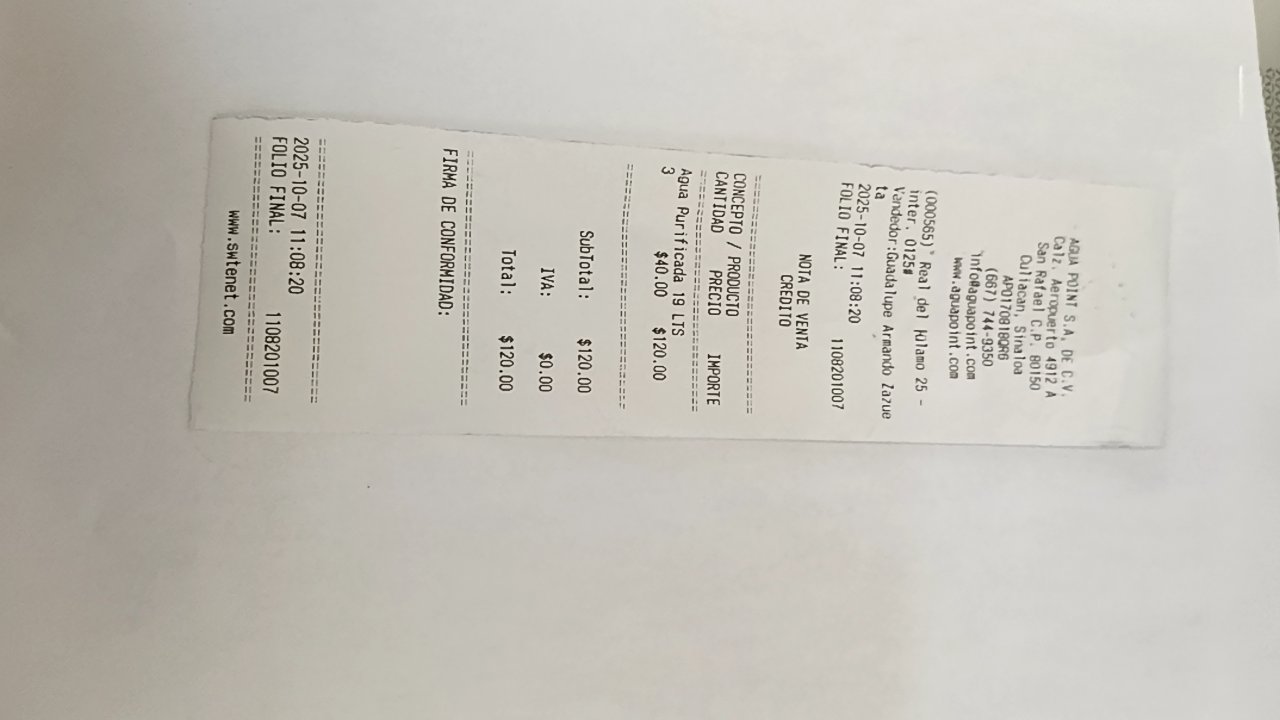 AGUA POINT S.A. DE C.V.
Calz. Aeropuerto 4912 A
San Rafael C.P. 80150
Culiacan, Sinaloa
APO170818QR6
(667) 744-9350
info@aguapoint.com
www.aguapoint.com
(000565)* Real del Alamo 25 -
inter. 0125#
Vendedor:Guadalupe Armando Zazue
ta
2025-10-07 11:08:20
FOLIO FINAL: 1108201007
NOTA DE VENTA
CREDITO
================================
CONCEPTO / PRODUCTO
CANTIDAD PRECIO IMPORTE
================================
Agua Purificada 19 LTS
3 $40.00 $120.00
================================
SubTotal: $120.00
IVA: $0.00
Total: $120.00
================================
FIRMA DE CONFORMIDAD:
================================
2025-10-07 11:08:20
FOLIO FINAL: 1108201007
================================
www.swtenet.com